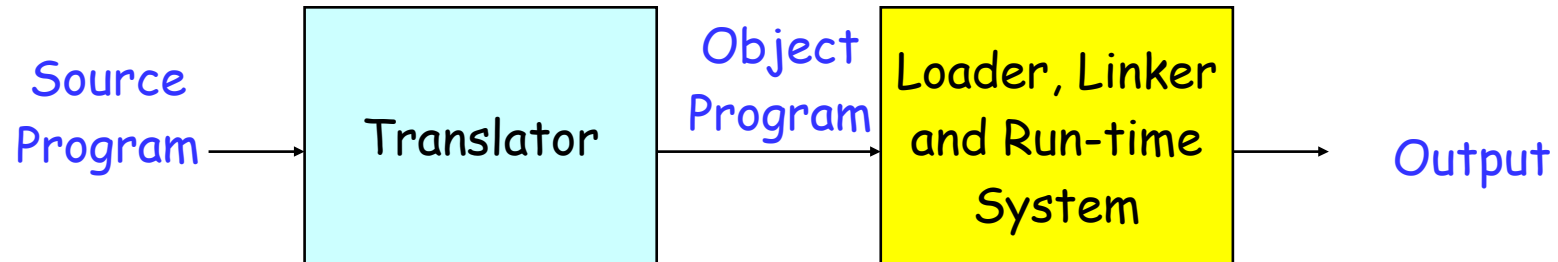 Source
Program
Translator
Object
Program
Loader, Linker
and Run-time
System
Output